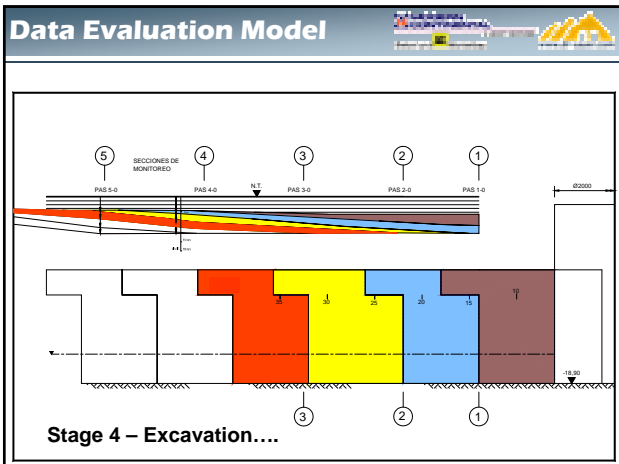 Data Evaluation Model
5 4 3 2 1
SECCIONES DE
MONITOREO
PAS 5-0 PAS 4-0 N.T. PAS 3-0 PAS 2-0 PAS 1-0 Ø2000
35 30 25 20 15 10
-18,90
3 2 1
Stage 4 – Excavation....